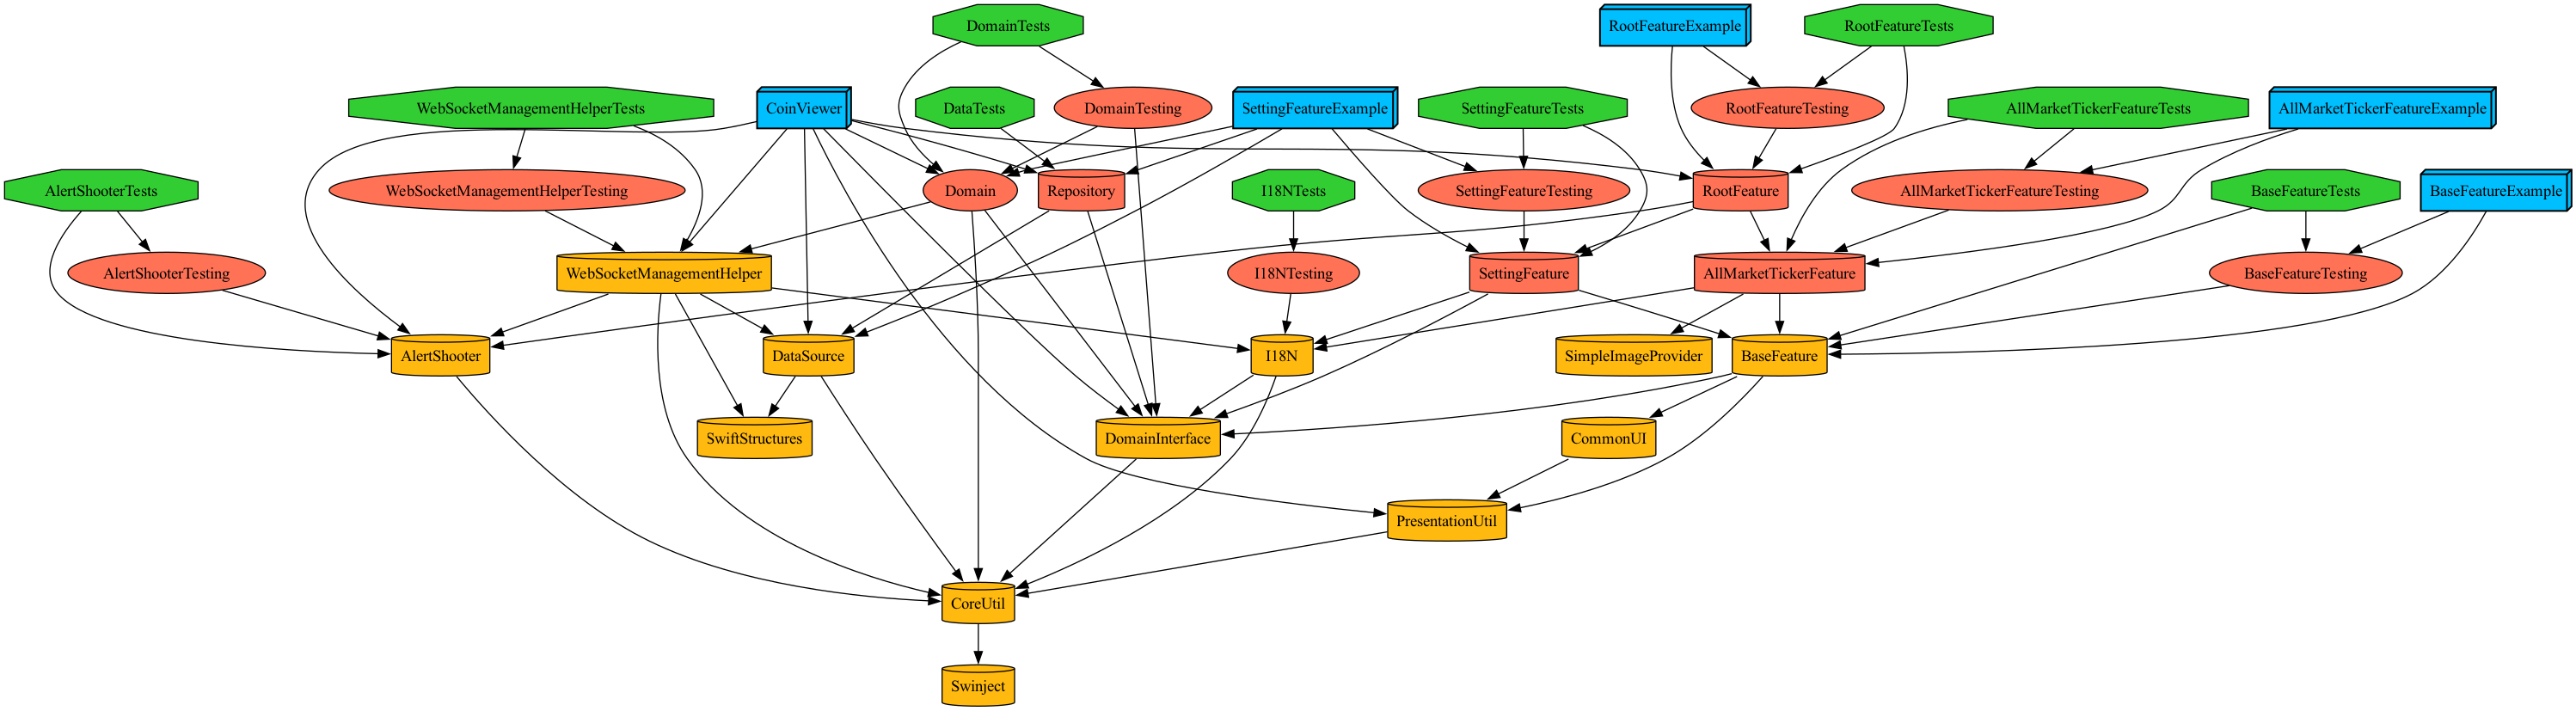 DomainTests
RootFeatureExample
RootFeatureTests
WebSocketManagementHelperTests
CoinViewer
DataTests
DomainTesting
SettingFeatureExample
SettingFeatureTests
RootFeatureTesting
AllMarketTickerFeatureTests
AllMarketTickerFeatureExample
AlertShooterTests
WebSocketManagementHelperTesting
Domain
Repository
I18NTests
SettingFeatureTesting
RootFeature
AllMarketTickerFeatureTesting
BaseFeatureTests
BaseFeatureExample
AlertShooterTesting
WebSocketManagementHelper
I18NTesting
SettingFeature
AllMarketTickerFeature
BaseFeatureTesting
AlertShooter
DataSource
I18N
SimpleImageProvider
BaseFeature
SwiftStructures
DomainInterface
CommonUI
PresentationUtil
CoreUtil
Swinject